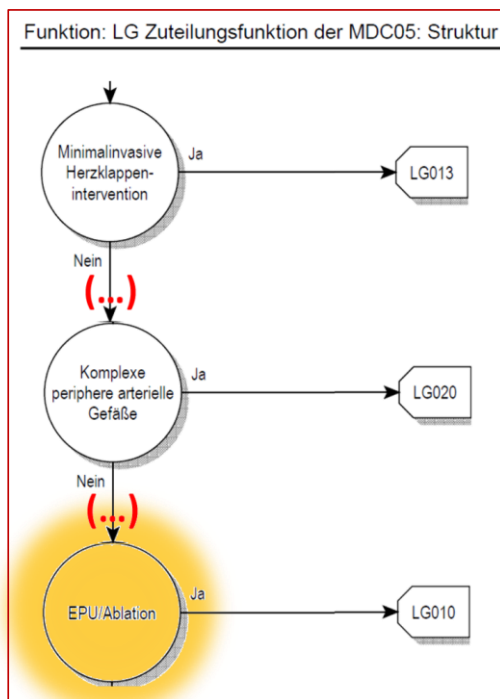 Funktion: LG Zuteilungsfunktion der MDC05: Struktur
Minimalinvasive
Herzklappen-
intervention
Ja
LG013
Nein
(...)
Komplexe
periphere arterielle
Gefäße
Ja
LG020
Nein
(...)
EPU/Ablation
Ja
LG010